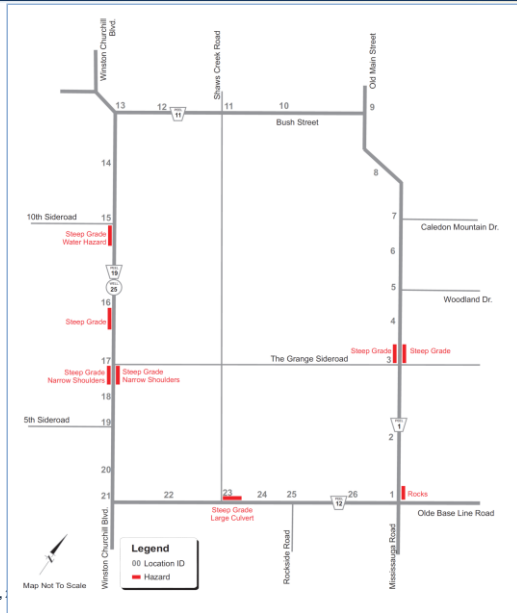 Winston Churchill
Blvd.
Shaws Creek Road
Old Main Street
13
12
11
10
9
11
Bush Street
8
14
10th Sideroad
15
7
Caledon Mountain Dr.
Steep Grade
Water Hazard
6
19
25
5
Woodland Dr.
16
Steep Grade
4
Steep Grade
Steep Grade
17
The Grange Sideroad
3
Steep Grade
Narrow Shoulders
Steep Grade
Narrow Shoulders
18
5th Sideroad
19
1
2
20
21
22
23
24
25
26
1
Rocks
12
Steep Grade
Large Culvert
Olde Base Line Road
Winston Churchill Blvd.
Rockside Road
Mississauga Road
Legend
00 Location ID
Hazard
Map Not To Scale